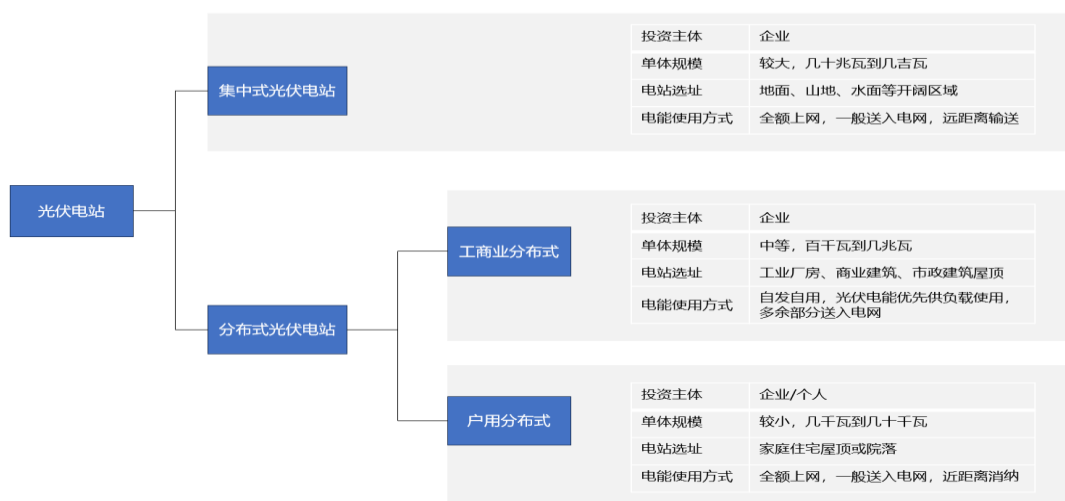 光伏电站
集中式光伏电站
投资主体 企业
单体规模 较大，几十兆瓦到几吉瓦
电站选址 地面、山地、水面等开阔区域
电能使用方式 全额上网，一般送入电网，远距离输送
分布式光伏电站
工商业分布式
投资主体 企业
单体规模 中等，百千瓦到几兆瓦
电站选址 工业厂房、商业建筑、市政建筑屋顶
电能使用方式 自发自用，光伏电能优先供负载使用，
多余部分送入电网
户用分布式
投资主体 企业/个人
单体规模 较小，几千瓦到几十千瓦
电站选址 家庭住宅屋顶或院落
电能使用方式 全额上网，一般送入电网，近距离消纳